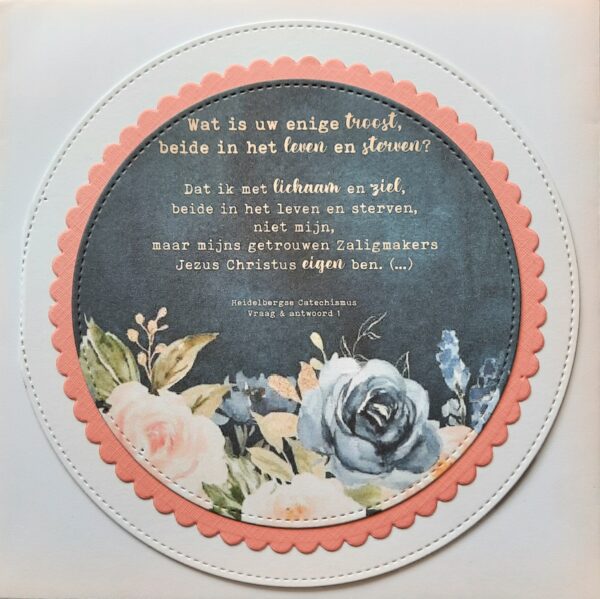 Wat is uw enige troost,
beide in het leven en sterven?
Dat ik met lichaam en ziel,
beide in het leven en sterven,
niet mijn,
maar mijns getrouwen Zaligmakers
Jezus Christus eigen ben. (...)
Heidelbergse Catechismus
Vraag & antwoord 1